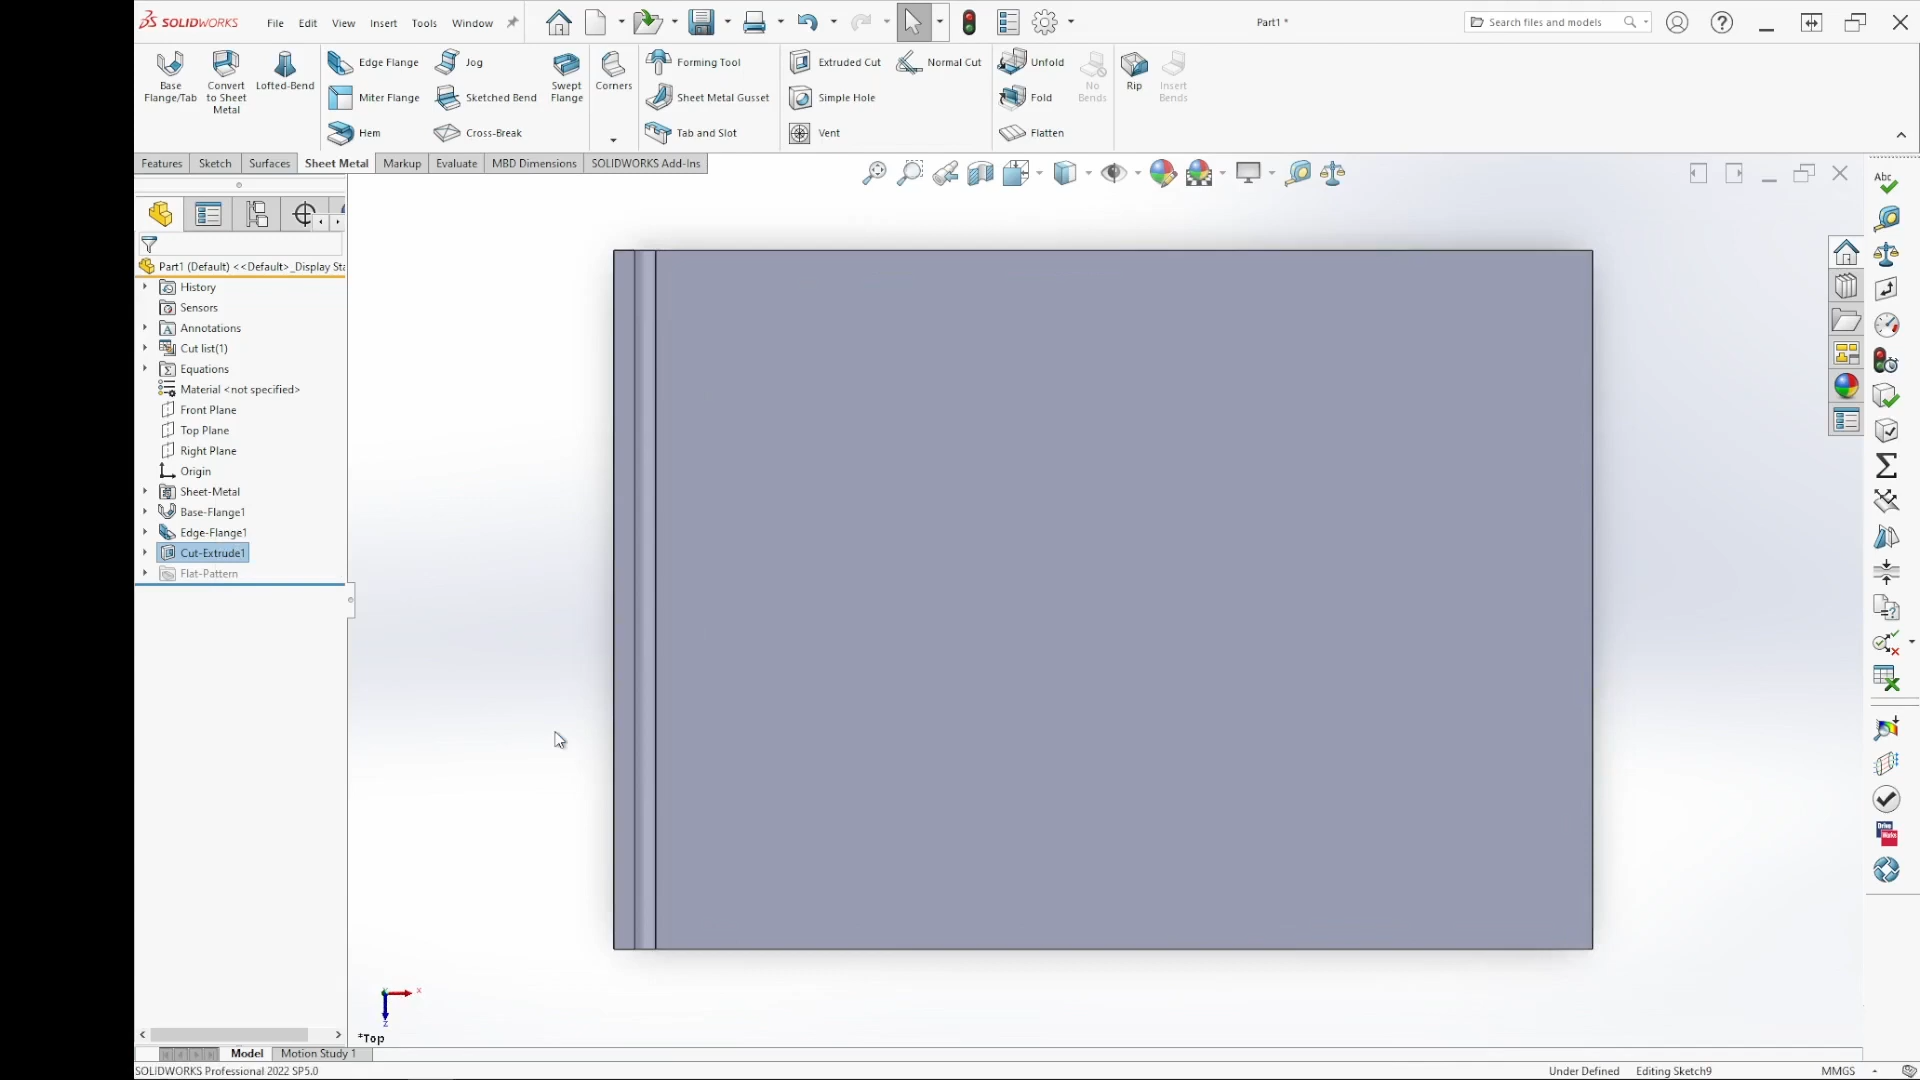 SOLIDWORKS
File Edit View Insert Tools Window
Part1 *
Search files and models
Base Flange/Tab
Convert to Sheet Metal
Lofted-Bend
Edge Flange
Miter Flange
Hem
Jog
Sketched Bend
Cross-Break
Swept Flange
Corners
Forming Tool
Sheet Metal Gusset
Tab and Slot
Extruded Cut
Simple Hole
Vent
Normal Cut
Unfold
Fold
Flatten
No Bends
Rip
Insert Bends
Features Sketch Surfaces Sheet Metal Markup Evaluate MBD Dimensions SOLIDWORKS Add-Ins
Part1 (Default) <<Default>_Display Sta
History
Sensors
Annotations
Cut list(1)
Equations
Material <not specified>
Front Plane
Top Plane
Right Plane
Origin
Sheet-Metal
Base-Flange1
Edge-Flange1
Cut-Extrude1
Flat-Pattern
Abc
x
z
*Top
Model Motion Study 1
SOLIDWORKS Professional 2022 SP5.0
Under Defined Editing Sketch9 MMGS